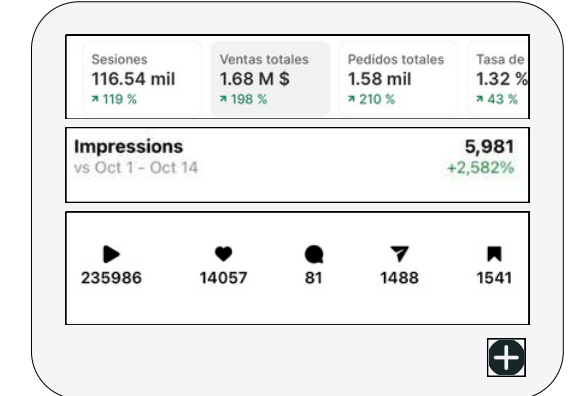 Sesiones Ventas totales Pedidos totales Tasa de
116.54 mil 1.68 M $ 1.58 mil 1.32 %
119 % 198 % 210 % 43 %
Impressions 5,981
vs Oct 1 - Oct 14 +2,582%
235986 14057 81 1488 1541